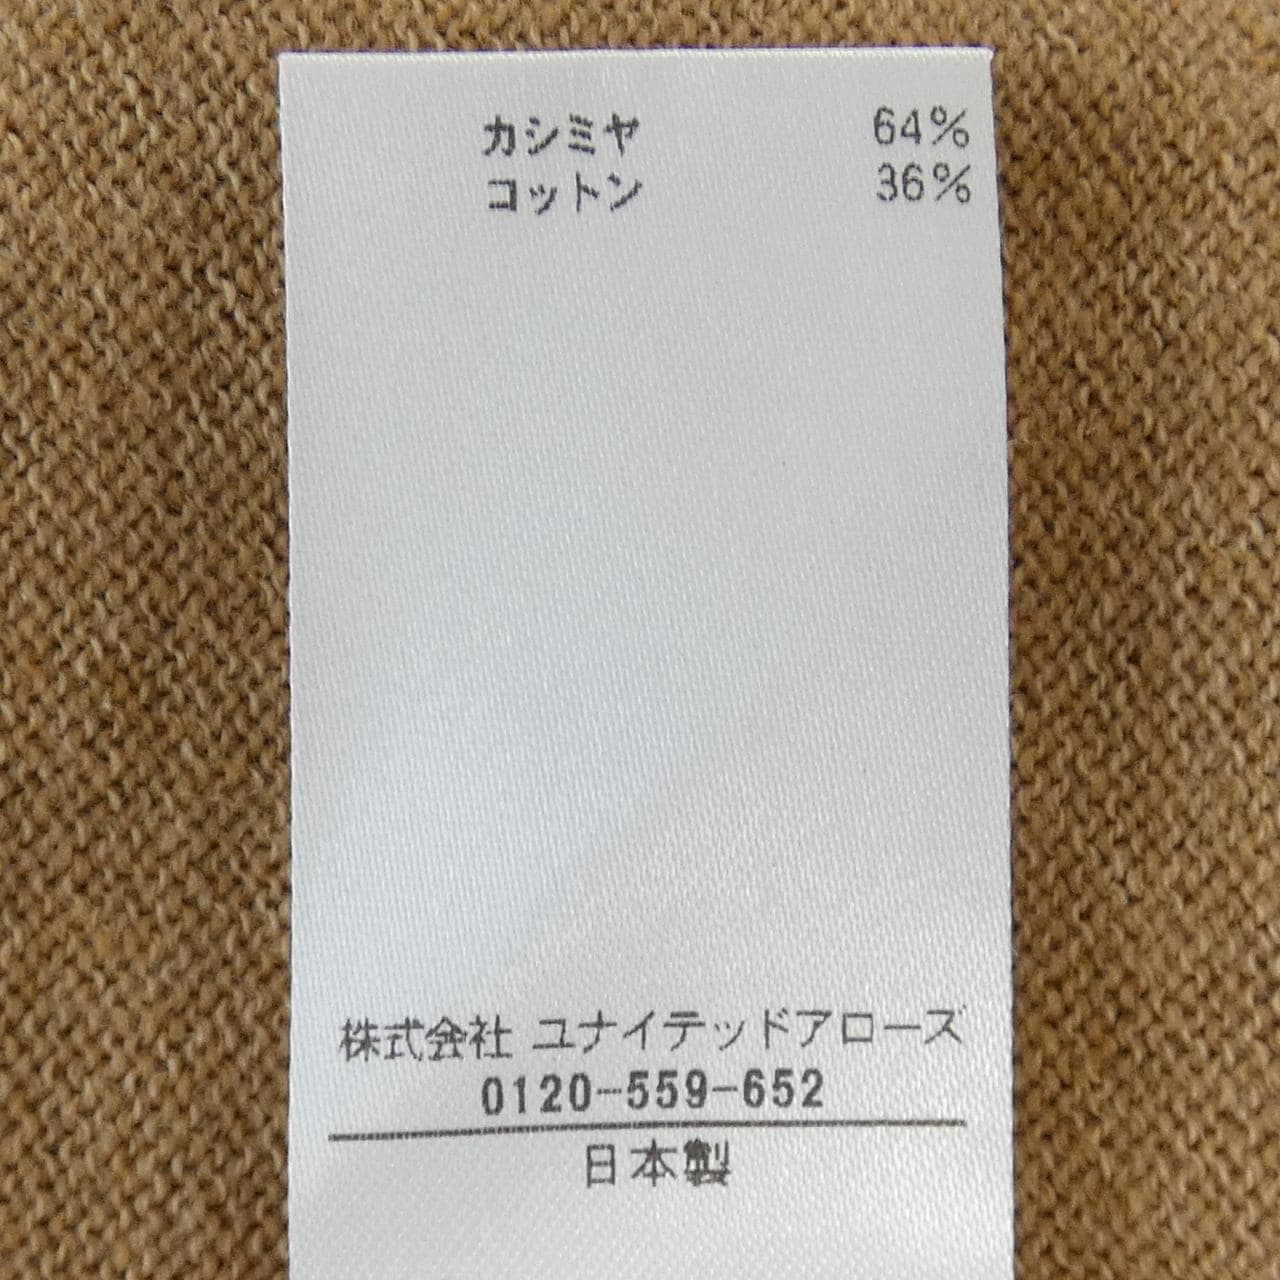 カシミヤ 64%
コットン 36%
株式会社 ユナイテッドアローズ
0120-559-652
日本製